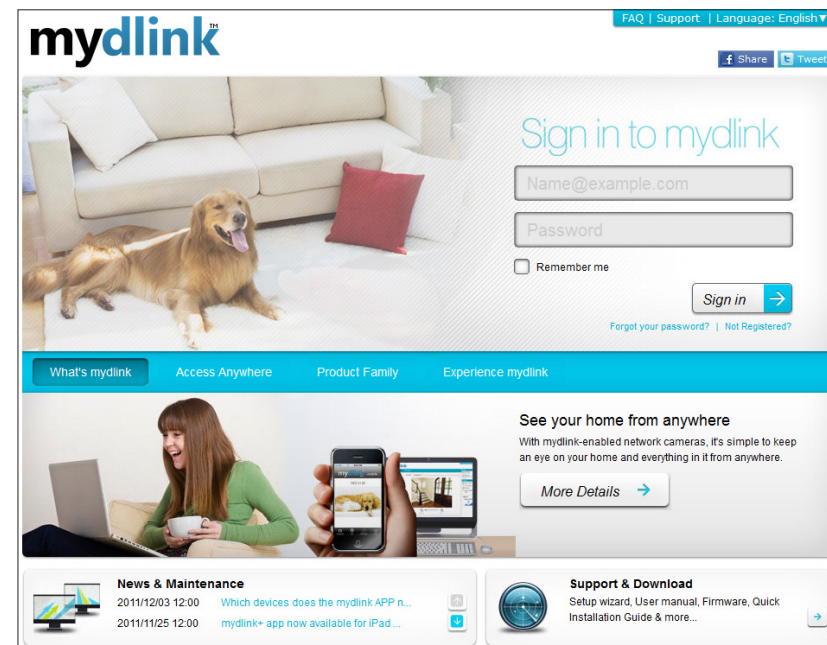 FAQ | Support | Language: English▼
mydlink™
Share Tweet
Sign in to mydlink
Name@example.com
Password
Remember me
Sign in
Forgot your password? | Not Registered?
What's mydlink Access Anywhere Product Family Experience mydlink
See your home from anywhere
With mydlink-enabled network cameras, it's simple to keep
an eye on your home and everything in it from anywhere.
More Details
News & Maintenance
2011/12/03 12:00 Which devices does the mydlink APP n...
2011/11/25 12:00 mydlink+ app now available for iPad ...
Support & Download
Setup wizard, User manual, Firmware, Quick
Installation Guide & more...